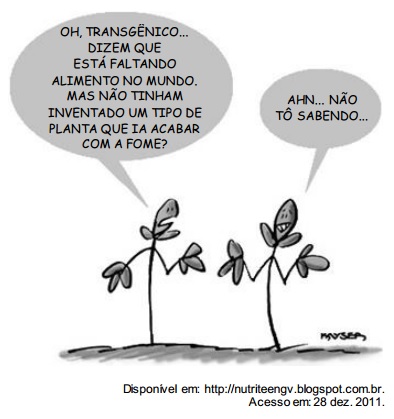 OH, TRANSGÊNICO...
DIZEM QUE
ESTÁ FALTANDO
ALIMENTO NO MUNDO.
MAS NÃO TINHAM
INVENTADO UM TIPO DE
PLANTA QUE IA ACABAR
COM A FOME?
AHN... NÃO
TÔ SABENDO...
KAYSER
Disponível em: http://nutriteengv.blogspot.com.br.
Acesso em: 28 dez. 2011.